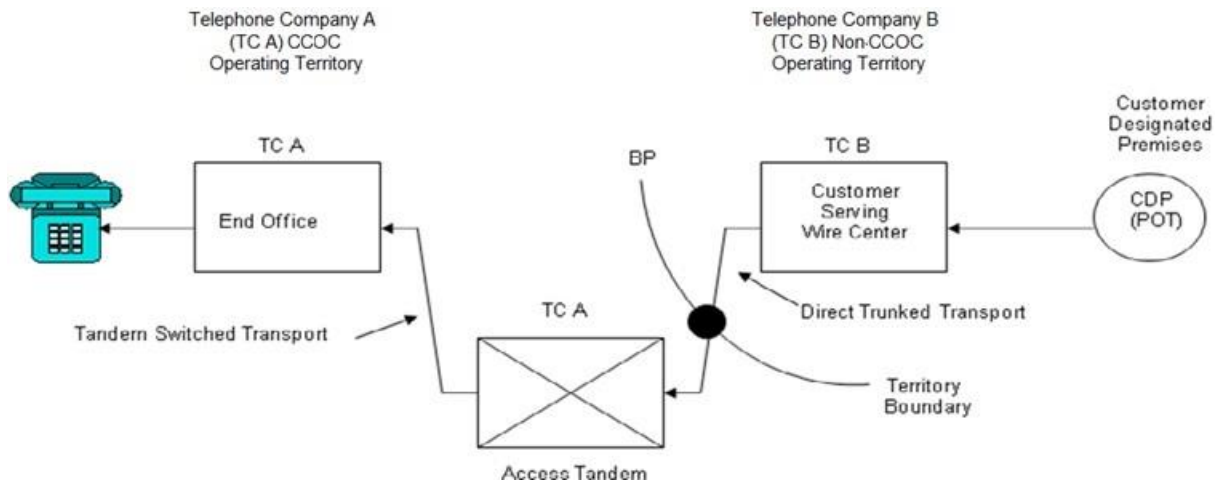 Telephone Company A
(TC A) CCOC
Operating Territory
Telephone Company B
(TC B) Non-CCOC
Operating Territory
Customer
Designated
Premises
TC A
BP
TC B
End Office
Customer
Serving
Wire Center
CDP
(POT)
Tandern Switched Transport
TC A
Direct Trunked Transport
Territory
Boundary
Access Tandem